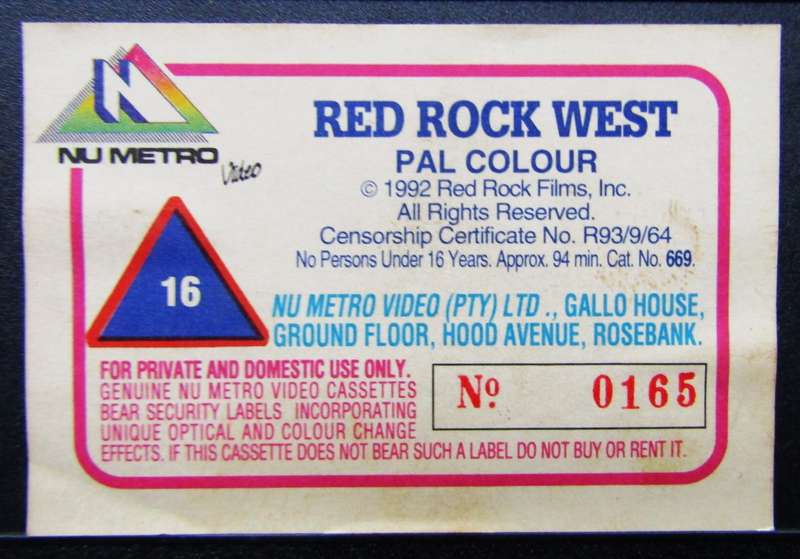 N
NU METRO
Video
RED ROCK WEST
PAL COLOUR
© 1992 Red Rock Films, Inc.
All Rights Reserved.
Censorship Certificate No. R93/9/64
No Persons Under 16 Years. Approx. 94 min. Cat. No. 669.
16
NU METRO VIDEO (PTY) LTD ., GALLO HOUSE,
GROUND FLOOR, HOOD AVENUE, ROSEBANK.
FOR PRIVATE AND DOMESTIC USE ONLY.
GENUINE NU METRO VIDEO CASSETTES
BEAR SECURITY LABELS INCORPORATING
UNIQUE OPTICAL AND COLOUR CHANGE
EFFECTS. IF THIS CASSETTE DOES NOT BEAR SUCH A LABEL DO NOT BUY OR RENT IT.
Nº 0165